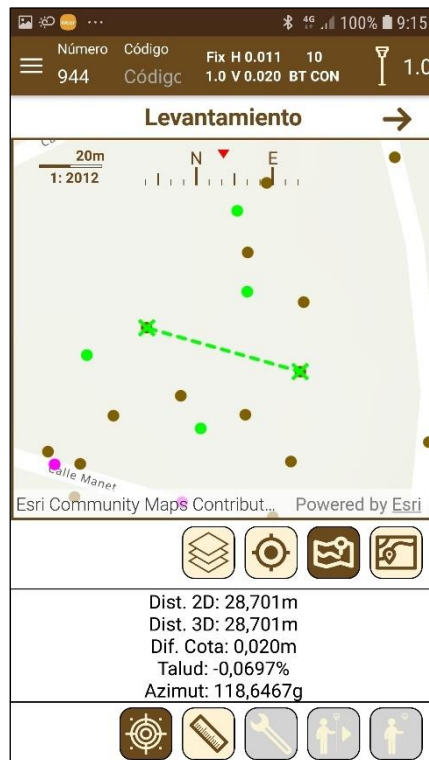 4G 100% 9:15
Número Código Fix H 0.011 10
944 Código 1.0 V 0.020 BT CON 1.0
Levantamiento
20m N E
1: 2012
Calle Manet
Esri Community Maps Contribut... Powered by Esri
Dist. 2D: 28,701m
Dist. 3D: 28,701m
Dif. Cota: 0,020m
Talud: -0,0697%
Azimut: 118,6467g